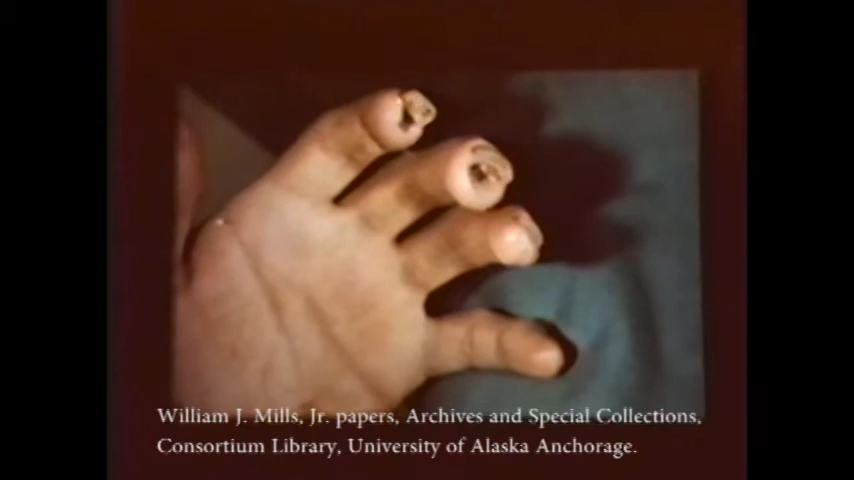 William J. Mills, Jr. papers, Archives and Special Collections,
Consortium Library, University of Alaska Anchorage.